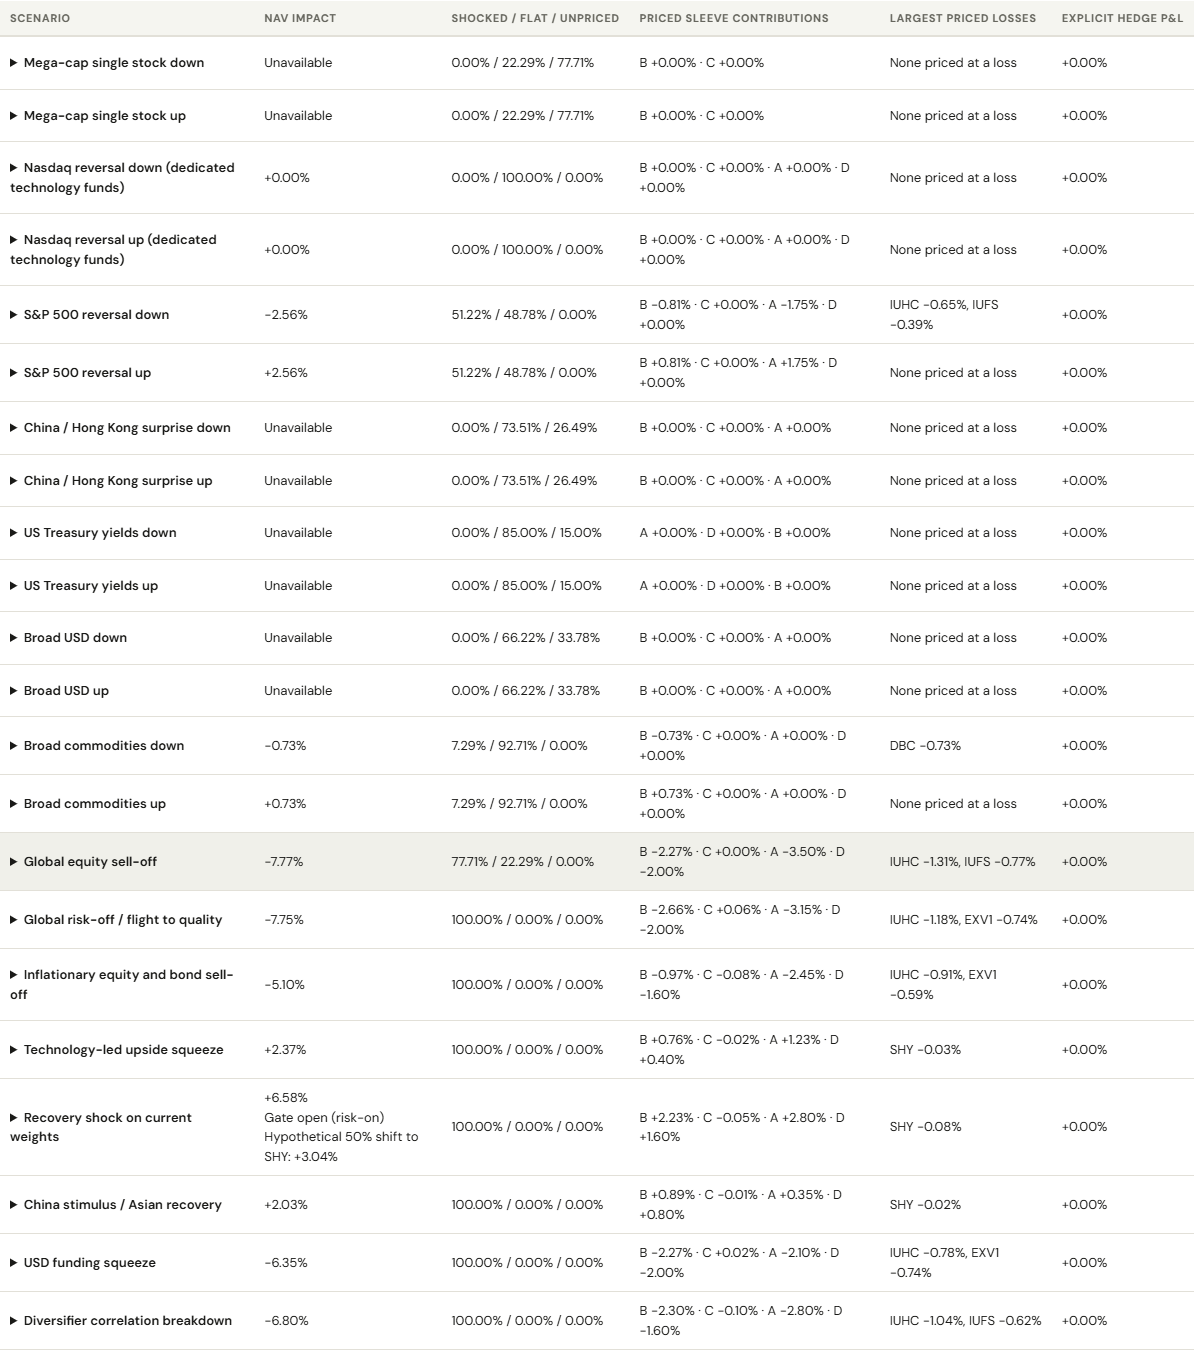 SCENARIO NAV IMPACT SHOCKED / FLAT / UNPRICED PRICED SLEEVE CONTRIBUTIONS LARGEST PRICED LOSSES EXPLICIT HEDGE P&L
▶ Mega-cap single stock down Unavailable 0.00% / 22.29% / 77.71% B +0.00% · C +0.00% None priced at a loss +0.00%
▶ Mega-cap single stock up Unavailable 0.00% / 22.29% / 77.71% B +0.00% · C +0.00% None priced at a loss +0.00%
▶ Nasdaq reversal down (dedicated
technology funds) +0.00% 0.00% / 100.00% / 0.00% B +0.00% · C +0.00% · A +0.00% · D
+0.00% None priced at a loss +0.00%
▶ Nasdaq reversal up (dedicated
technology funds) +0.00% 0.00% / 100.00% / 0.00% B +0.00% · C +0.00% · A +0.00% · D
+0.00% None priced at a loss +0.00%
▶ S&P 500 reversal down −2.56% 51.22% / 48.78% / 0.00% B −0.81% · C +0.00% · A −1.75% · D
+0.00% IUHC −0.65%, IUFS
−0.39% +0.00%
▶ S&P 500 reversal up +2.56% 51.22% / 48.78% / 0.00% B +0.81% · C +0.00% · A +1.75% · D
+0.00% None priced at a loss +0.00%
▶ China / Hong Kong surprise down Unavailable 0.00% / 73.51% / 26.49% B +0.00% · C +0.00% · A +0.00% None priced at a loss +0.00%
▶ China / Hong Kong surprise up Unavailable 0.00% / 73.51% / 26.49% B +0.00% · C +0.00% · A +0.00% None priced at a loss +0.00%
▶ US Treasury yields down Unavailable 0.00% / 85.00% / 15.00% A +0.00% · D +0.00% · B +0.00% None priced at a loss +0.00%
▶ US Treasury yields up Unavailable 0.00% / 85.00% / 15.00% A +0.00% · D +0.00% · B +0.00% None priced at a loss +0.00%
▶ Broad USD down Unavailable 0.00% / 66.22% / 33.78% B +0.00% · C +0.00% · A +0.00% None priced at a loss +0.00%
▶ Broad USD up Unavailable 0.00% / 66.22% / 33.78% B +0.00% · C +0.00% · A +0.00% None priced at a loss +0.00%
▶ Broad commodities down −0.73% 7.29% / 92.71% / 0.00% B −0.73% · C +0.00% · A +0.00% · D
+0.00% DBC −0.73% +0.00%
▶ Broad commodities up +0.73% 7.29% / 92.71% / 0.00% B +0.73% · C +0.00% · A +0.00% · D
+0.00% None priced at a loss +0.00%
▶ Global equity sell-off −7.77% 77.71% / 22.29% / 0.00% B −2.27% · C +0.00% · A −3.50% · D
−2.00% IUHC −1.31%, IUFS −0.77% +0.00%
▶ Global risk-off / flight to quality −7.75% 100.00% / 0.00% / 0.00% B −2.66% · C +0.06% · A −3.15% · D
−2.00% IUHC −1.18%, EXV1 −0.74% +0.00%
▶ Inflationary equity and bond sell-
off −5.10% 100.00% / 0.00% / 0.00% B −0.97% · C −0.08% · A −2.45% · D
−1.60% IUHC −0.91%, EXV1
−0.59% +0.00%
▶ Technology-led upside squeeze +2.37% 100.00% / 0.00% / 0.00% B +0.76% · C −0.02% · A +1.23% · D
+0.40% SHY −0.03% +0.00%
▶ Recovery shock on current
weights +6.58%
Gate open (risk-on)
Hypothetical 50% shift to
SHY: +3.04% 100.00% / 0.00% / 0.00% B +2.23% · C −0.05% · A +2.80% · D
+1.60% SHY −0.08% +0.00%
▶ China stimulus / Asian recovery +2.03% 100.00% / 0.00% / 0.00% B +0.89% · C −0.01% · A +0.35% · D
+0.80% SHY −0.02% +0.00%
▶ USD funding squeeze −6.35% 100.00% / 0.00% / 0.00% B −2.27% · C +0.02% · A −2.10% · D
−2.00% IUHC −0.78%, EXV1
−0.74% +0.00%
▶ Diversifier correlation breakdown −6.80% 100.00% / 0.00% / 0.00% B −2.30% · C −0.10% · A −2.80% · D
−1.60% IUHC −1.04%, IUFS −0.62% +0.00%